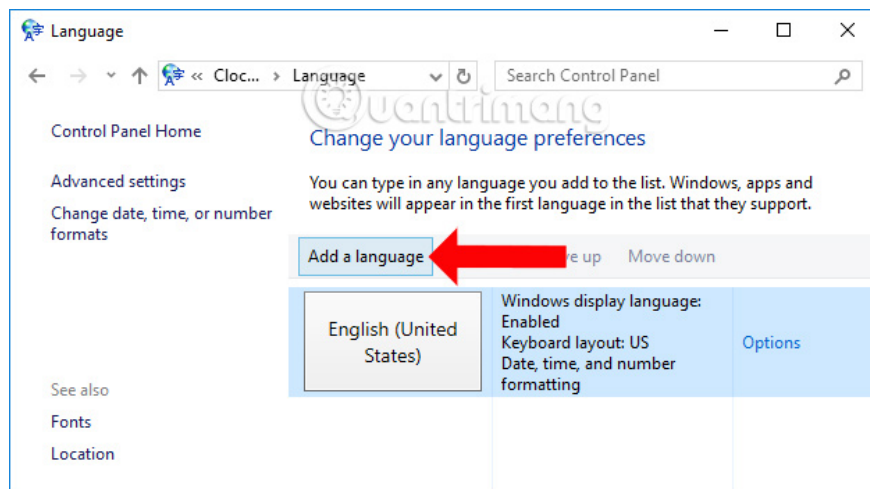 Language
« Cloc... > Language
Search Control Panel
Quantrimang
Control Panel Home
Change your language preferences
Advanced settings
You can type in any language you add to the list. Windows, apps and
websites will appear in the first language in the list that they support.
Change date, time, or number
formats
Add a language
up Move down
English (United
States)
Windows display language:
Enabled
Keyboard layout: US
Date, time, and number
formatting
Options
See also
Fonts
Location